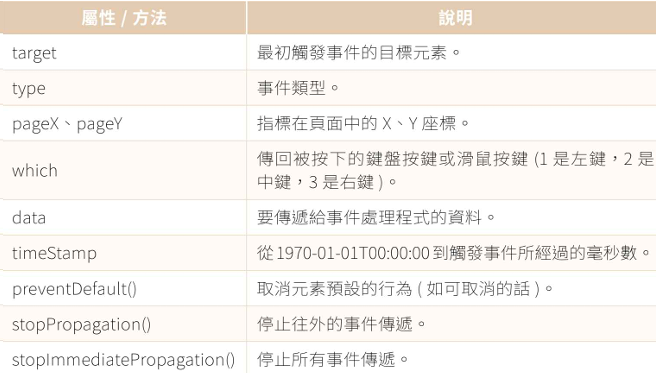 屬性 / 方法 說明
target 最初觸發事件的目標元素。
type 事件類型。
pageX、pageY 指標在頁面中的 X、Y 座標。
which 傳回被按下的鍵盤按鍵或滑鼠按鍵 (1 是左鍵，2 是
中鍵，3 是右鍵 )。
data 要傳遞給事件處理程式的資料。
timeStamp 從 1970-01-01T00:00:00 到觸發事件所經過的毫秒數。
preventDefault() 取消元素預設的行為 ( 如可取消的話 )。
stopPropagation() 停止往外的事件傳遞。
stopImmediatePropagation() 停止所有事件傳遞。